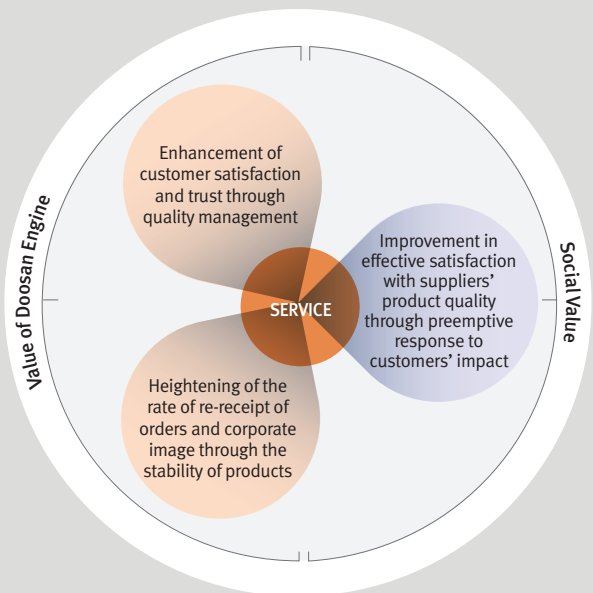 Enhancement of
customer satisfaction
and trust through
quality management
Value of Doosan Engine
SERVICE
Improvement in
effective satisfaction
with suppliers’
product quality
through preemptive
response to
customers’ impact
Social Value
Heightening of the
rate of re-receipt of
orders and corporate
image through the
stability of products